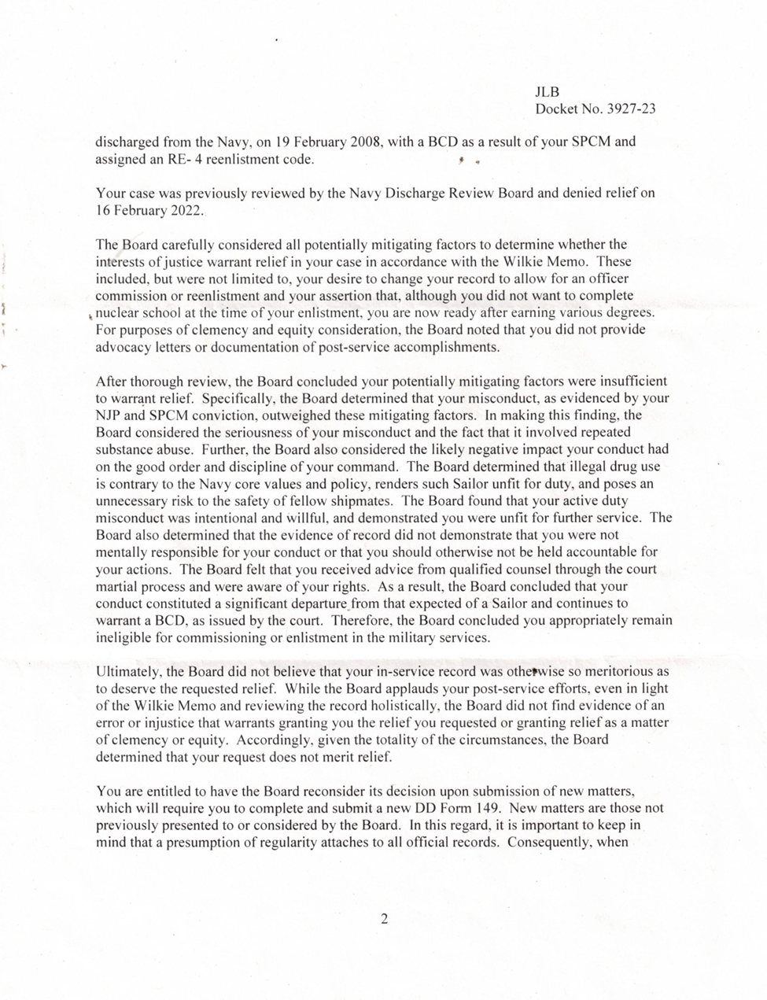 JLB
Docket No. 3927-23
discharged from the Navy, on 19 February 2008, with a BCD as a result of your SPCM and
assigned an RE- 4 reenlistment code.
Your case was previously reviewed by the Navy Discharge Review Board and denied relief on
16 February 2022.
The Board carefully considered all potentially mitigating factors to determine whether the
interests of justice warrant relief in your case in accordance with the Wilkie Memo. These
included, but were not limited to, your desire to change your record to allow for an officer
commission or reenlistment and your assertion that, although you did not want to complete
nuclear school at the time of your enlistment, you are now ready after earning various degrees.
For purposes of clemency and equity consideration, the Board noted that you did not provide
advocacy letters or documentation of post-service accomplishments.
After thorough review, the Board concluded your potentially mitigating factors were insufficient
to warrant relief. Specifically, the Board determined that your misconduct, as evidenced by your
NJP and SPCM conviction, outweighed these mitigating factors. In making this finding, the
Board considered the seriousness of your misconduct and the fact that it involved repeated
substance abuse. Further, the Board also considered the likely negative impact your conduct had
on the good order and discipline of your command. The Board determined that illegal drug use
is contrary to the Navy core values and policy, renders such Sailor unfit for duty, and poses an
unnecessary risk to the safety of fellow shipmates. The Board found that your active duty
misconduct was intentional and willful, and demonstrated you were unfit for further service. The
Board also determined that the evidence of record did not demonstrate that you were not
mentally responsible for your conduct or that you should otherwise not be held accountable for
your actions. The Board felt that you received advice from qualified counsel through the court
martial process and were aware of your rights. As a result, the Board concluded that your
conduct constituted a significant departure from that expected of a Sailor and continues to
warrant a BCD, as issued by the court. Therefore, the Board concluded you appropriately remain
ineligible for commissioning or enlistment in the military services.
Ultimately, the Board did not believe that your in-service record was otherwise so meritorious as
to deserve the requested relief. While the Board applauds your post-service efforts, even in light
of the Wilkie Memo and reviewing the record holistically, the Board did not find evidence of an
error or injustice that warrants granting you the relief you requested or granting relief as a matter
of clemency or equity. Accordingly, given the totality of the circumstances, the Board
determined that your request does not merit relief.
You are entitled to have the Board reconsider its decision upon submission of new matters,
which will require you to complete and submit a new DD Form 149. New matters are those not
previously presented to or considered by the Board. In this regard, it is important to keep in
mind that a presumption of regularity attaches to all official records. Consequently, when
2